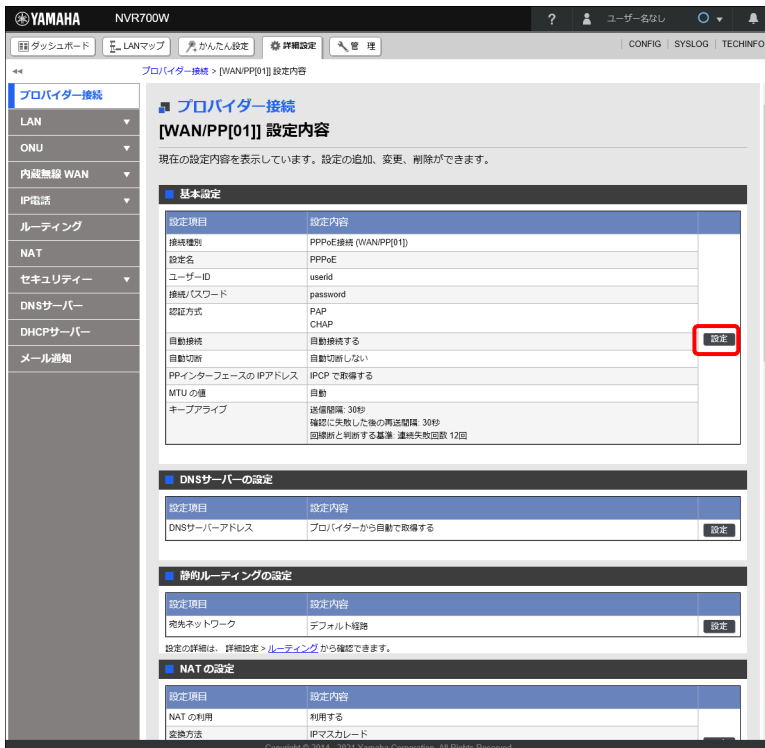 YAMAHA NVR700W ? ユーザー名なし
ダッシュボード LANマップ かんたん設定 詳細設定 管 理 CONFIG SYSLOG TECHINFO
プロバイダー接続 > [WAN/PP[01]] 設定内容
プロバイダー接続
LAN
ONU
内蔵無線 WAN
IP電話
ルーティング
NAT
セキュリティー
DNSサーバー
DHCPサーバー
メール通知
プロバイダー接続
[WAN/PP[01]] 設定内容
現在の設定内容を表示しています。設定の追加、変更、削除ができます。
基本設定
設定項目 設定内容
接続種別 PPPoE接続 (WAN/PP[01])
設定名 PPPoE
ユーザーID userid
接続パスワード password
認証方式 PAP
CHAP
自動接続 自動接続する
設定
自動切断 自動切断しない
PPインターフェースの IPアドレス IPCP で取得する
MTU の値 自動
キープアライブ 送信間隔: 30秒
確認に失敗した後の再送間隔: 30秒
回線断と判断する基準: 連続失敗回数 12回
DNSサーバーの設定
設定項目 設定内容
DNSサーバーアドレス プロバイダーから自動で取得する 設定
静的ルーティングの設定
設定項目 設定内容
宛先ネットワーク デフォルト経路 設定
設定の詳細は、 詳細設定 > ルーティング から確認できます。
NAT の設定
設定項目 設定内容
NAT の利用 利用する
変換方法 IPマスカレード
Copyright © 2014 - 2021 Yamaha Corporation. All Rights Reserved.